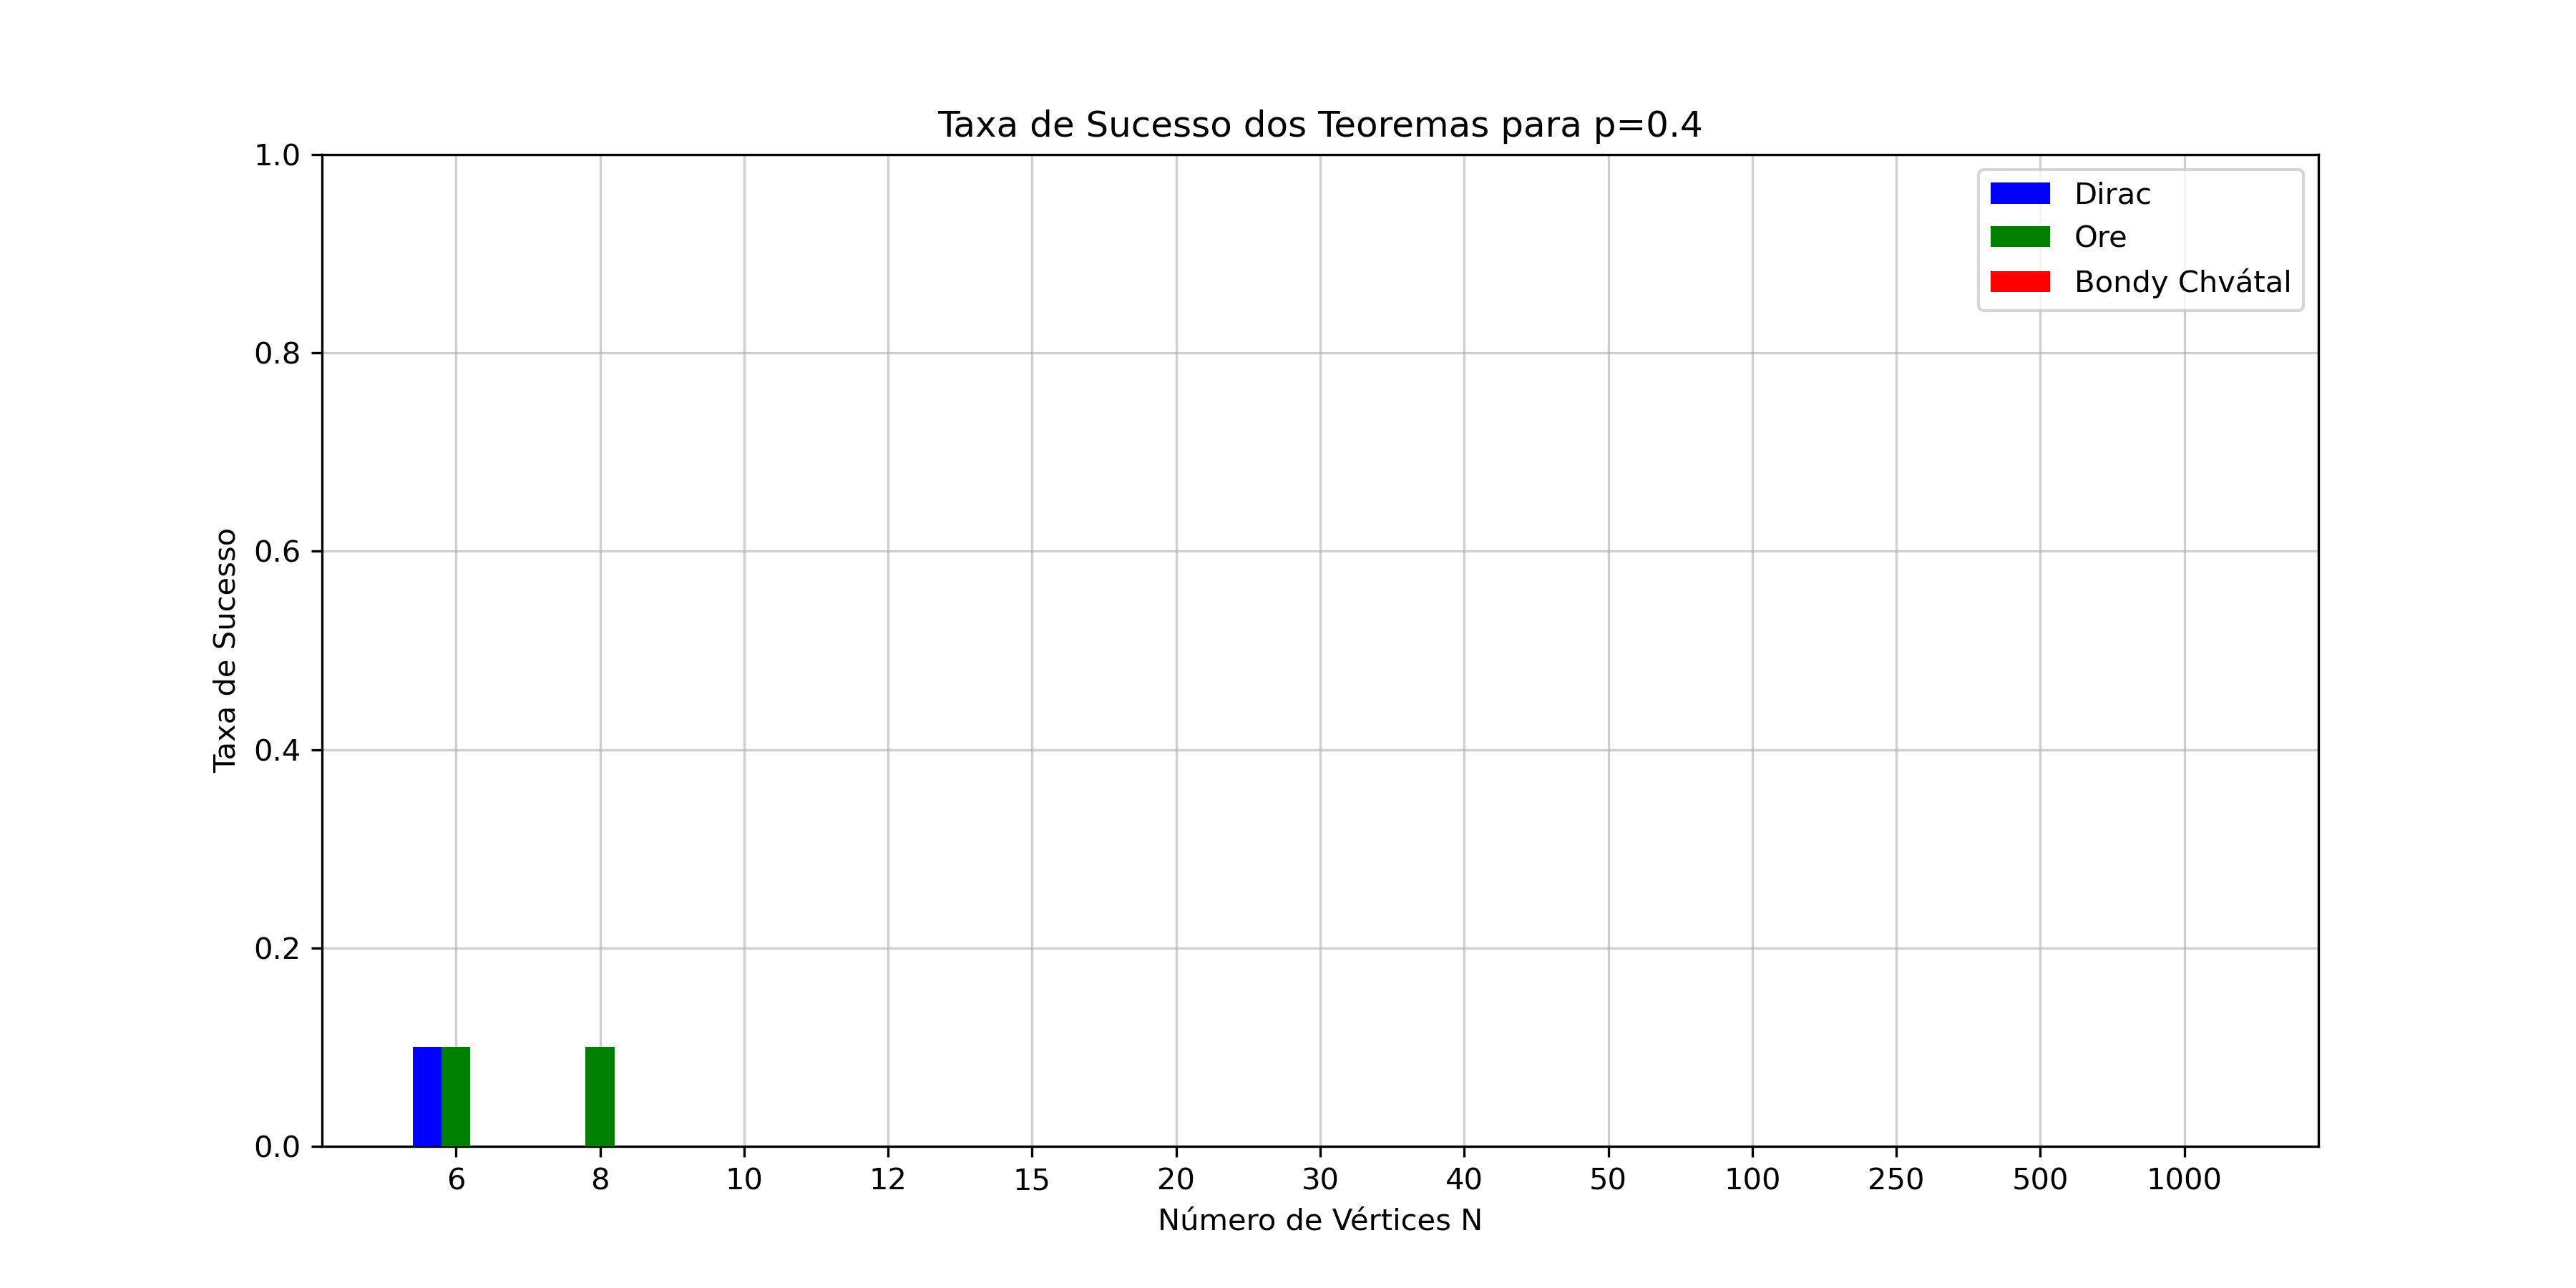 Taxa de Sucesso dos Teoremas para p=0.4
1.0
0.8
0.6
0.4
0.2
0.0
Taxa de Sucesso
Dirac
Ore
Bondy Chvátal
6 8 10 12 15 20 30 40 50 100 250 500 1000
Número de Vértices N